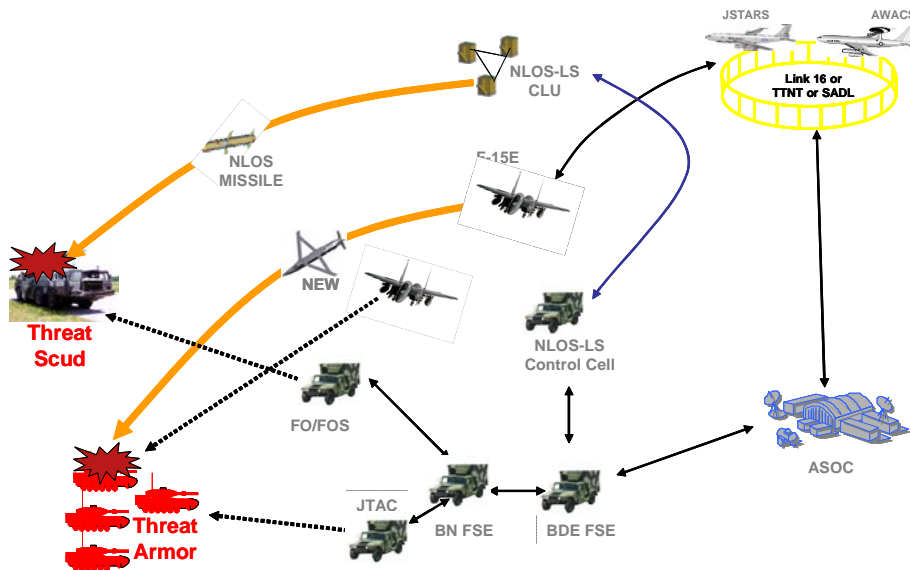 JSTARS
AWACS
Link 16 or
TTNT or SADL
NLOS-LS
CLU
NLOS
MISSILE
F-15E
NEW
Threat
Scud
NLOS-LS
Control Cell
FO/FOS
ASOC
JTAC
BN FSE
BDE FSE
Threat
Armor